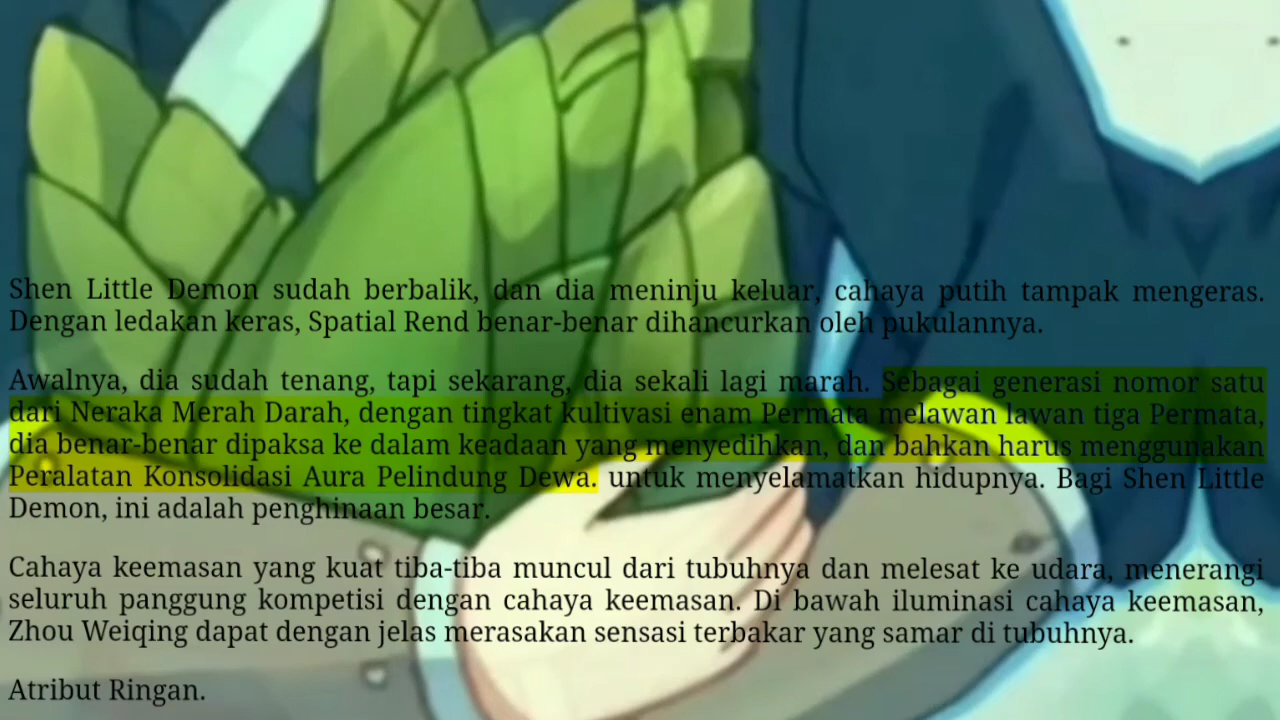 Shen Little Demon sudah berbalik, dan dia meninju keluar, cahaya putih tampak mengeras.
Dengan ledakan keras, Spatial Rend benar-benar dihancurkan oleh pukulannya.
Awalnya, dia sudah tenang, tapi sekarang, dia sekali lagi marah. Sebagai generasi nomor satu
dari Neraka Merah Darah, dengan tingkat kultivasi enam Permata melawan lawan tiga Permata,
dia benar-benar dipaksa ke dalam keadaan yang menyedihkan, dan bahkan harus menggunakan
Peralatan Konsolidasi Aura Pelindung Dewa. untuk menyelamatkan hidupnya. Bagi Shen Little
Demon, ini adalah penghinaan besar.
Cahaya keemasan yang kuat tiba-tiba muncul dari tubuhnya dan melesat ke udara, menerangi
seluruh panggung kompetisi dengan cahaya keemasan. Di bawah iluminasi cahaya keemasan,
Zhou Weiqing dapat dengan jelas merasakan sensasi terbakar yang samar di tubuhnya.
Atribut Ringan.